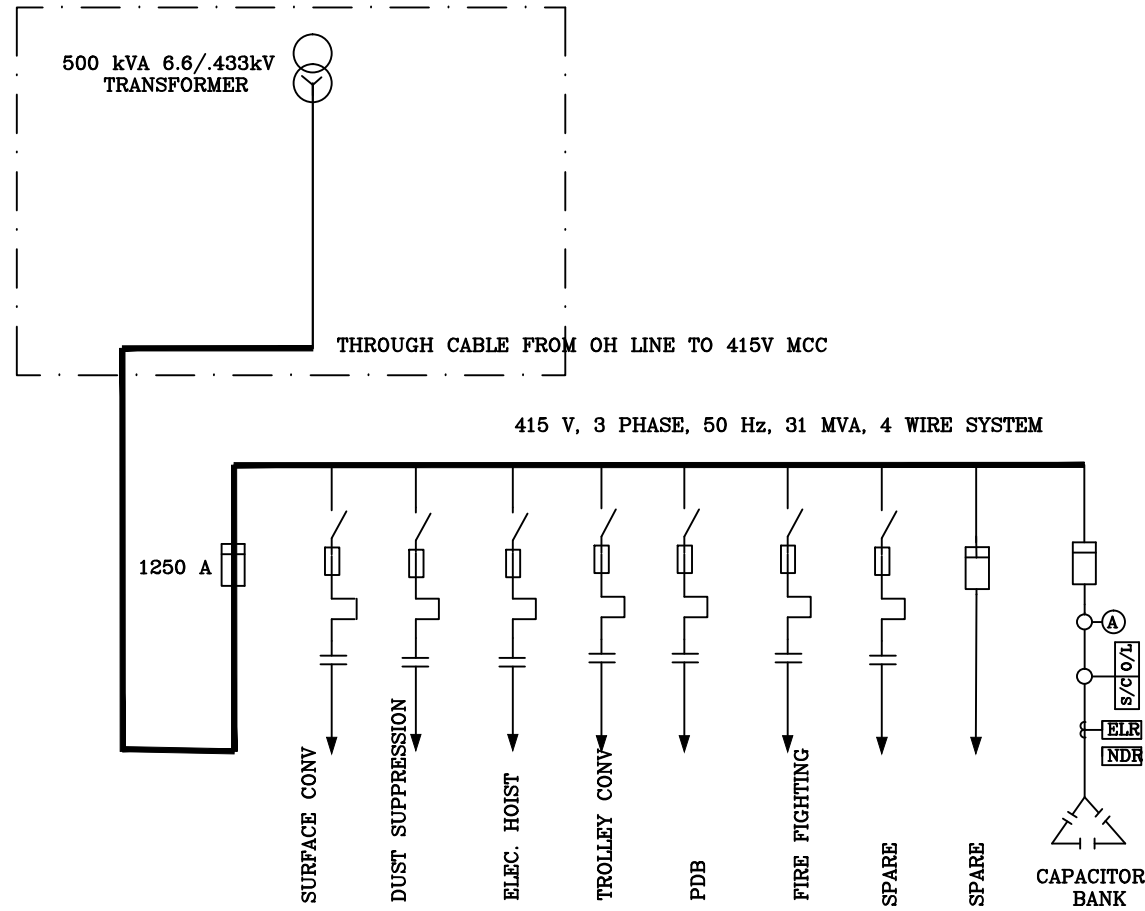 500 kVA 6.6/.433kV
TRANSFORMER
THROUGH CABLE FROM OH LINE TO 415V MCC
415 V, 3 PHASE, 50 Hz, 31 MVA, 4 WIRE SYSTEM
1250 A
A
S/C O/L
ELR
NDR
SURFACE CONV
DUST SUPPRESSION
ELEC. HOIST
TROLLEY CONV
PDB
FIRE FIGHTING
SPARE
SPARE
CAPACITOR
BANK